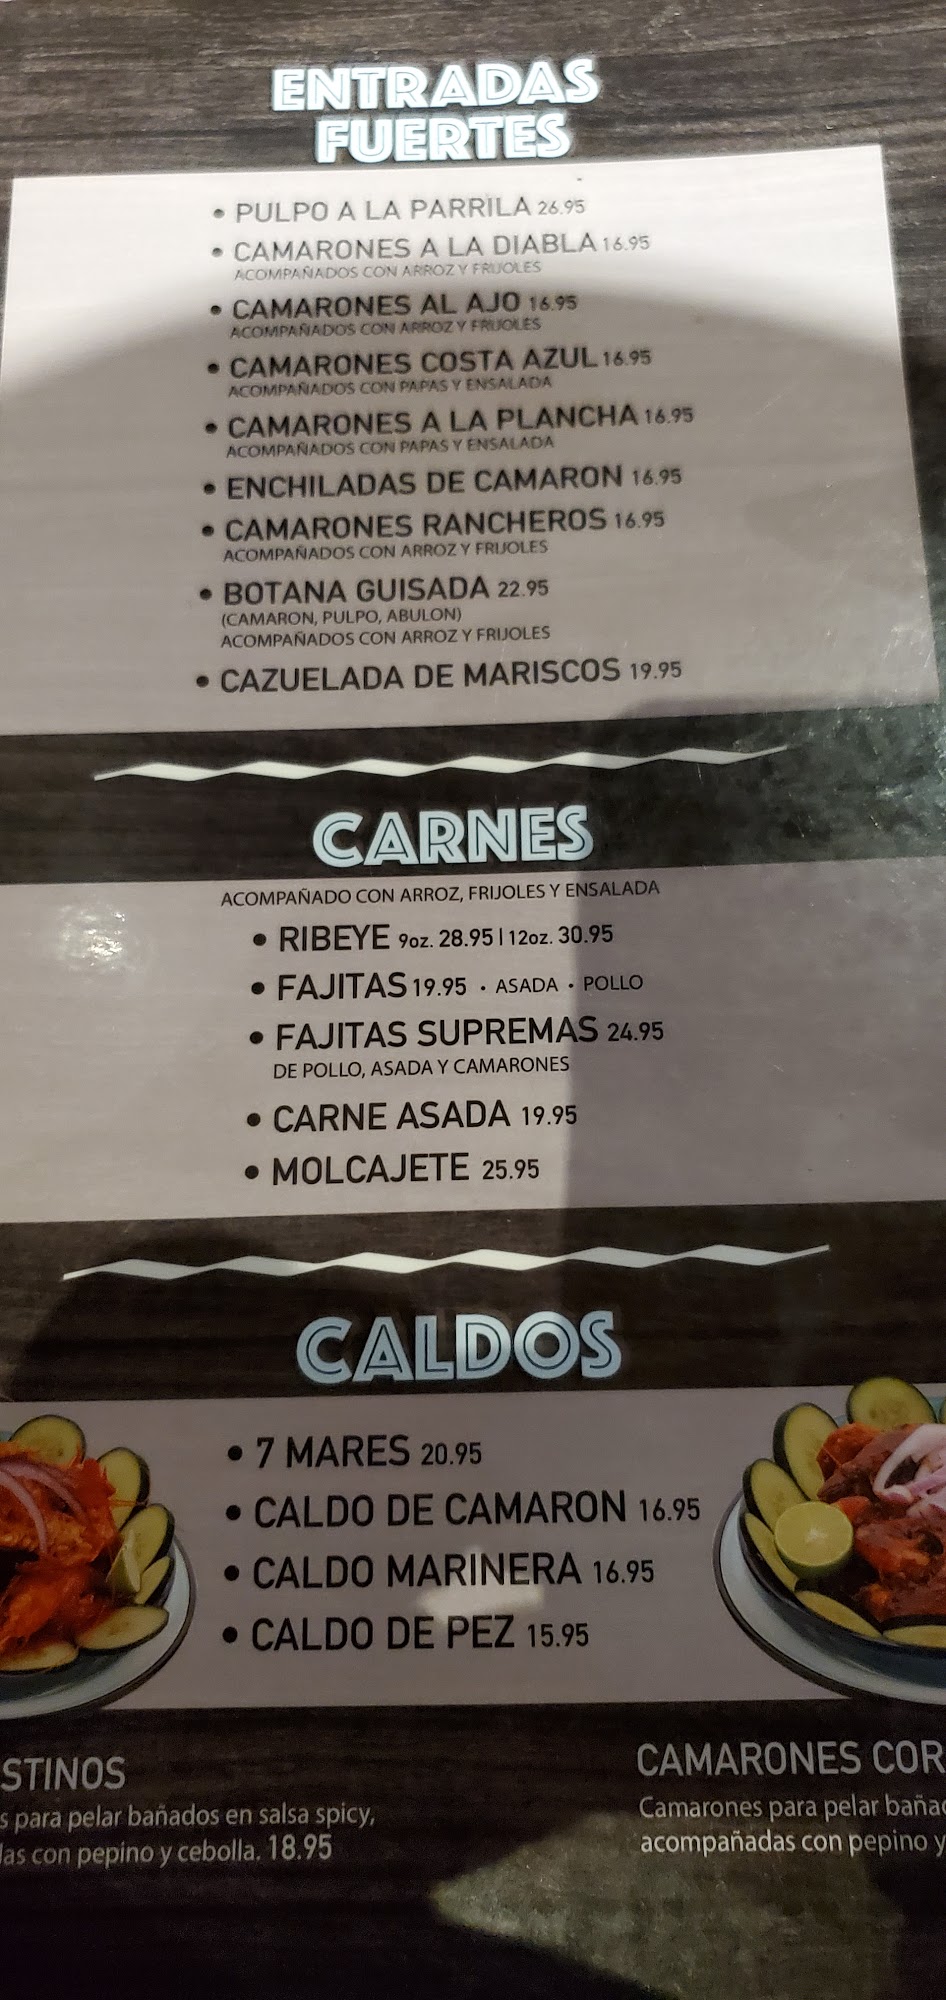 ENTRADAS
FUERTES
• PULPO A LA PARRILA 26.95
• CAMARONES A LA DIABLA 16.95
ACOMPAÑADOS CON ARROZ Y FRIJOLES
• CAMARONES AL AJO 16.95
ACOMPAÑADOS CON ARROZ Y FRIJOLES
• CAMARONES COSTA AZUL 16.95
ACOMPAÑADOS CON PAPAS Y ENSALADA
• CAMARONES A LA PLANCHA 16.95
ACOMPAÑADOS CON PAPAS Y ENSALADA
• ENCHILADAS DE CAMARON 16.95
• CAMARONES RANCHEROS 16.95
ACOMPAÑADOS CON ARROZ Y FRIJOLES
• BOTANA GUISADA 22.95
(CAMARON, PULPO, ABULON)
ACOMPAÑADOS CON ARROZ Y FRIJOLES
• CAZUELADA DE MARISCOS 19.95
CARNES
ACOMPAÑADO CON ARROZ, FRIJOLES Y ENSALADA
• RIBEYE 9oz. 28.95 | 12oz. 30.95
• FAJITAS 19.95 • ASADA • POLLO
• FAJITAS SUPREMAS 24.95
DE POLLO, ASADA Y CAMARONES
• CARNE ASADA 19.95
• MOLCAJETE 25.95
CALDOS
• 7 MARES 20.95
• CALDO DE CAMARON 16.95
• CALDO MARINERA 16.95
• CALDO DE PEZ 15.95
STINOS
s para pelar bañados en salsa spicy,
las con pepino y cebolla. 18.95
CAMARONES COR
Camarones para pelar baña
acompañadas con pepino y